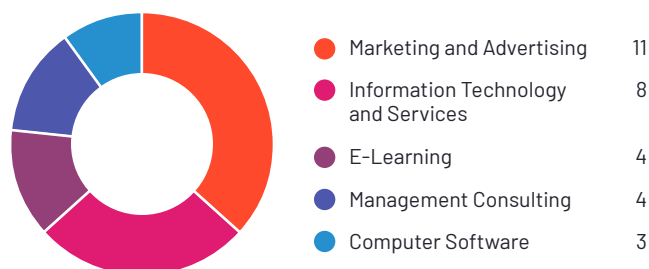 Marketing and Advertising 11
Information Technology 8
and Services
E-Learning 4
Management Consulting 4
Computer Software 3